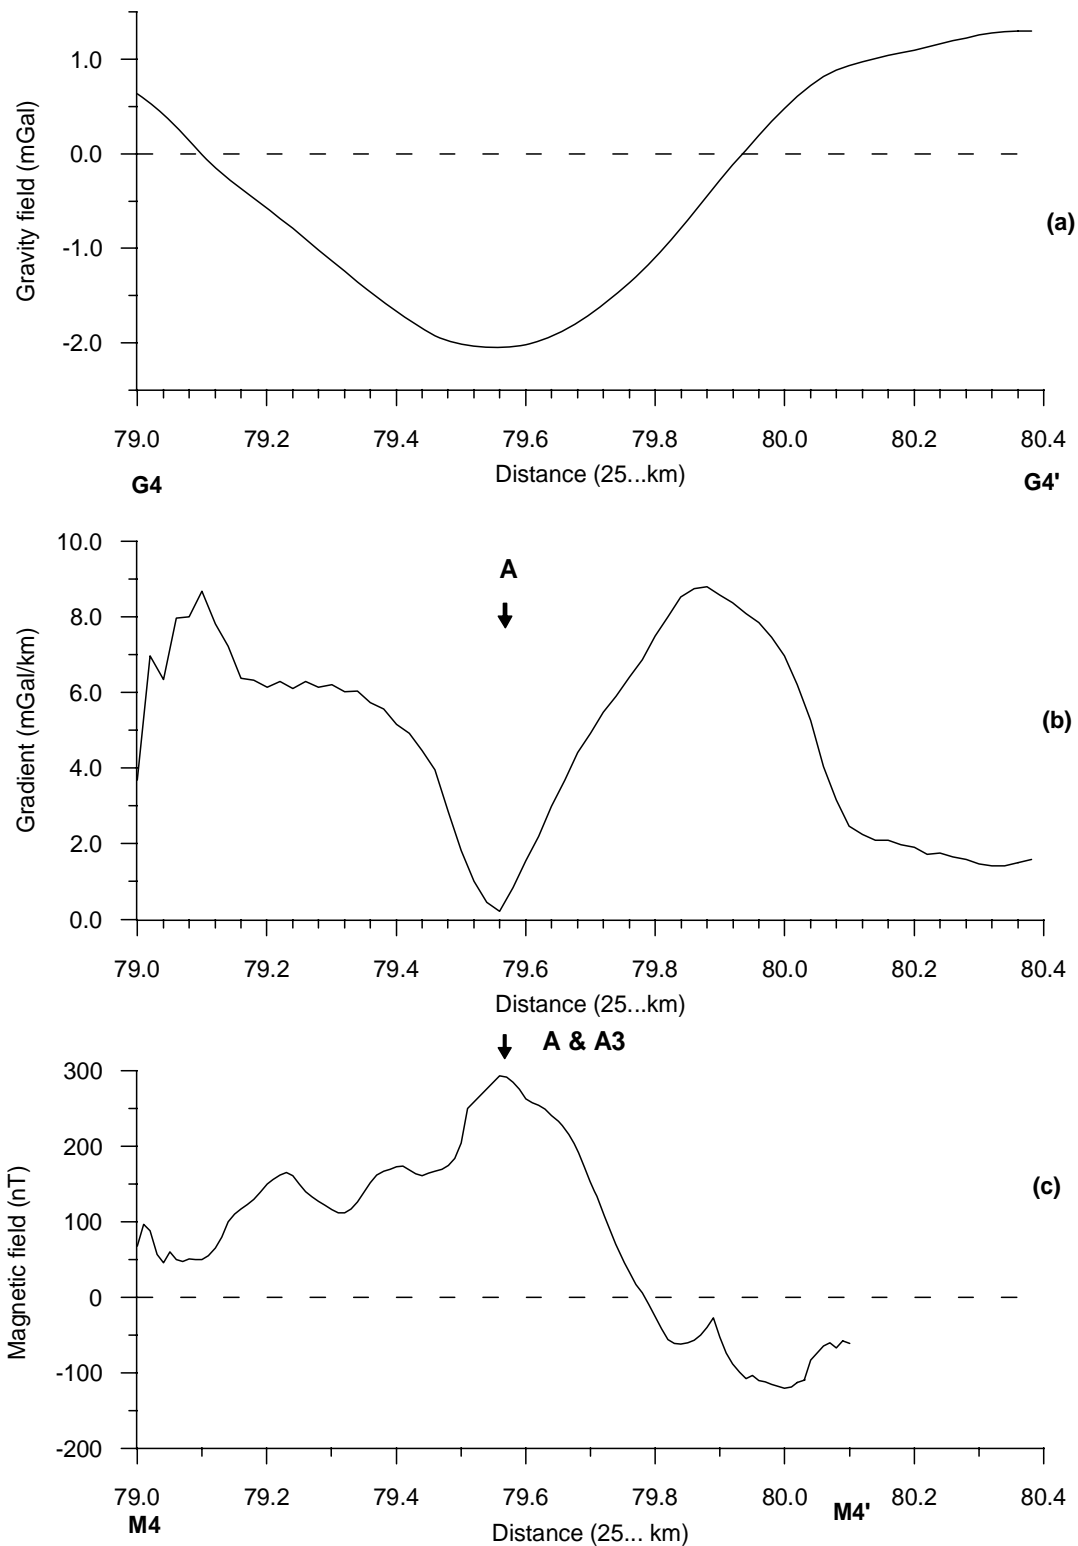 1.0
0.0
-1.0
-2.0
Gravity field (mGal)
(a)
79.0 79.2 79.4 79.6 79.8 80.0 80.2 80.4
Distance (25...km)
G4 G4'
10.0
8.0
6.0
4.0
2.0
0.0
Gradient (mGal/km)
A
(b)
79.0 79.2 79.4 79.6 79.8 80.0 80.2 80.4
Distance (25...km)
A & A3
300
200
100
0
-100
-200
Magnetic field (nT)
(c)
79.0 79.2 79.4 79.6 79.8 80.0 80.2 80.4
M4 M4'
Distance (25... km)